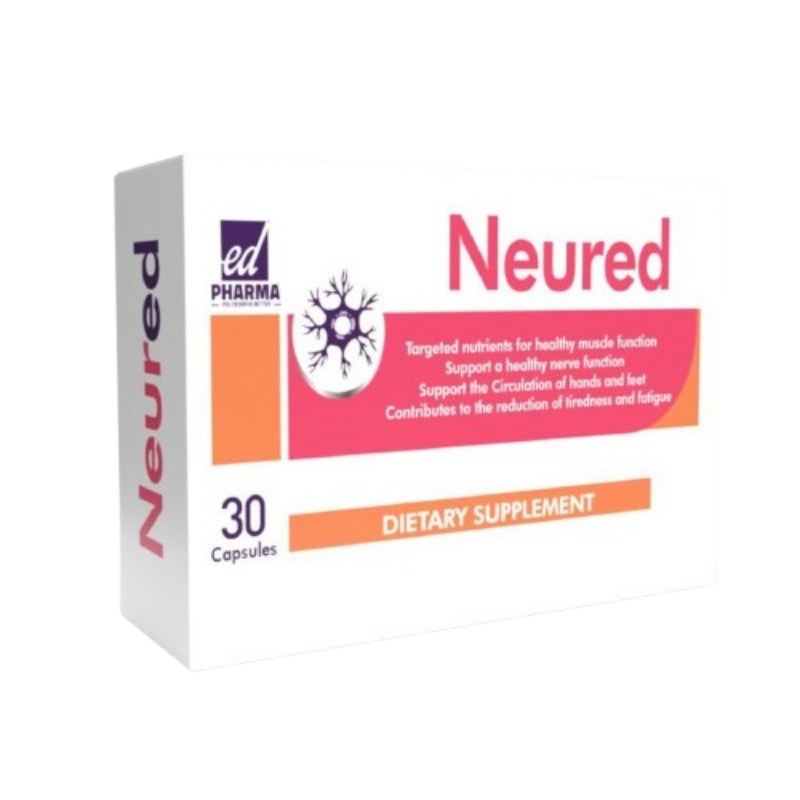 Neured
ed
PHARMA
Neured
Targeted nutrients for healthy muscle function
Support a healthy nerve function
Support the Circulation of hands and feet
Contributes to the reduction of tiredness and fatigue
30
Capsules
DIETARY SUPPLEMENT